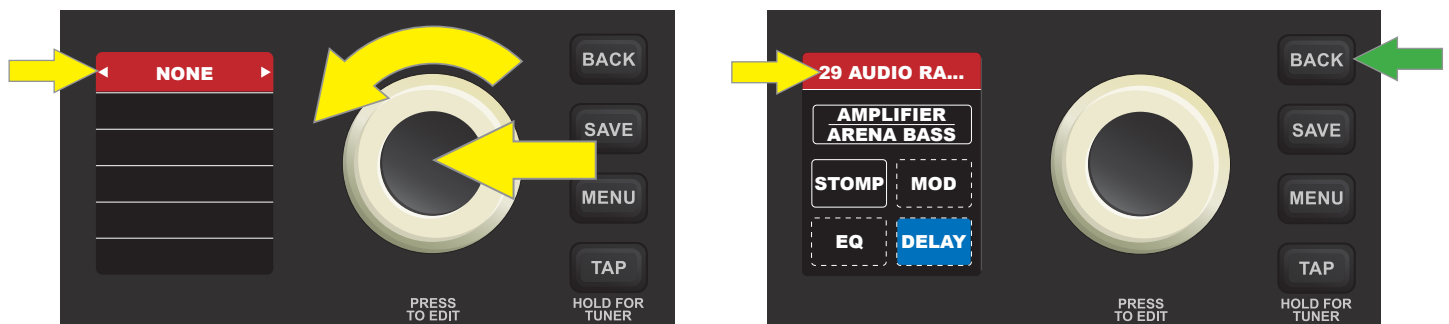 NONE
BACK
SAVE
MENU
TAP
PRESS
TO EDIT
HOLD FOR
TUNER
29 AUDIO RA...
AMPLIFIER
ARENA BASS
STOMP
MOD
EQ
DELAY
BACK
SAVE
MENU
TAP
PRESS
TO EDIT
HOLD FOR
TUNER